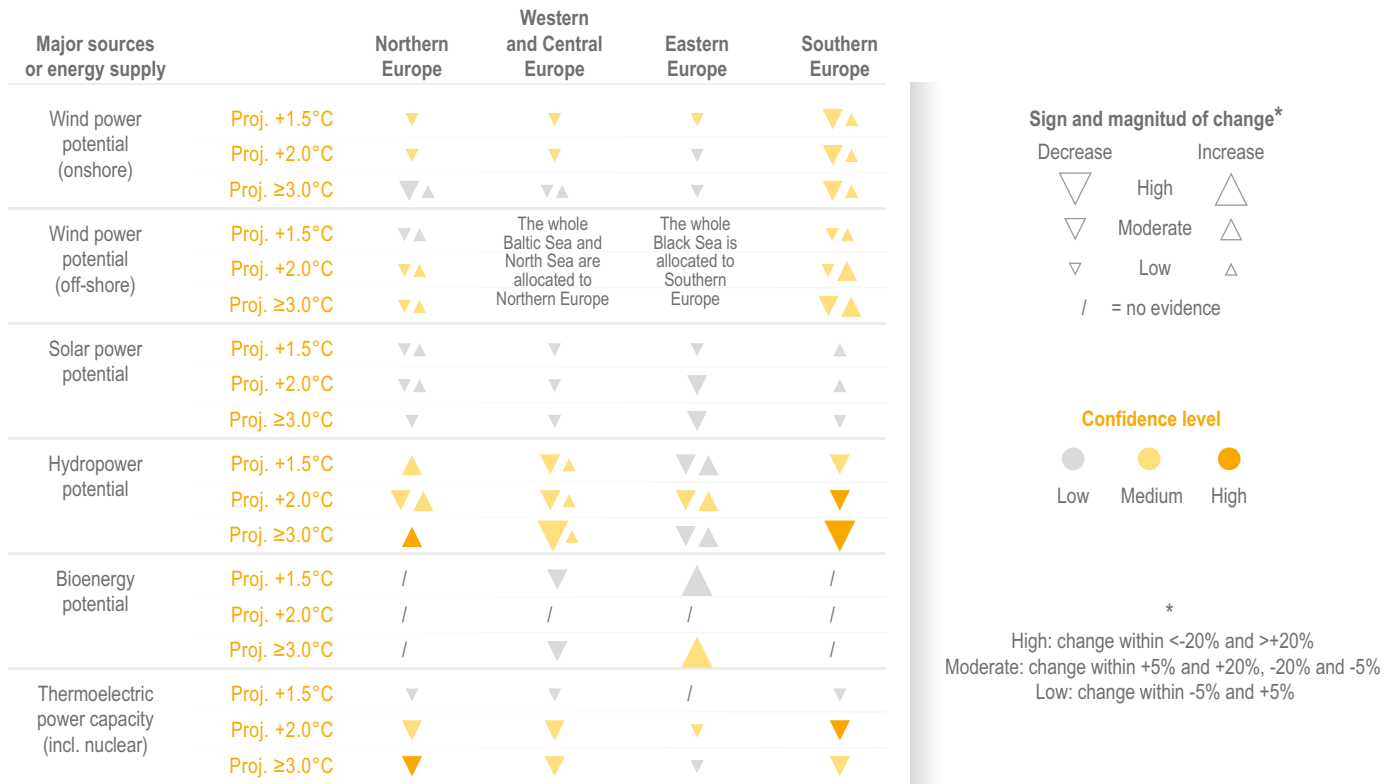 Major sources
or energy supply
Northern
Europe
Western
and Central
Europe
Eastern
Europe
Southern
Europe
Wind power
potential
(onshore)
Proj. +1.5°C
Proj. +2.0°C
Proj. ≥3.0°C
Wind power
potential
(off-shore)
Proj. +1.5°C
Proj. +2.0°C
Proj. ≥3.0°C
The whole
Baltic Sea and
North Sea are
allocated to
Northern Europe
The whole
Black Sea is
allocated to
Southern
Europe
Solar power
potential
Proj. +1.5°C
Proj. +2.0°C
Proj. ≥3.0°C
Hydropower
potential
Proj. +1.5°C
Proj. +2.0°C
Proj. ≥3.0°C
Bioenergy
potential
Proj. +1.5°C / /
Proj. +2.0°C / / / /
Proj. ≥3.0°C / /
Thermoelectric
power capacity
(incl. nuclear)
Proj. +1.5°C /
Proj. +2.0°C
Proj. ≥3.0°C
Sign and magnitud of change*
Decrease Increase
High
Moderate
Low
/ = no evidence
Confidence level
Low Medium High
*
High: change within <-20% and >+20%
Moderate: change within +5% and +20%, -20% and -5%
Low: change within -5% and +5%